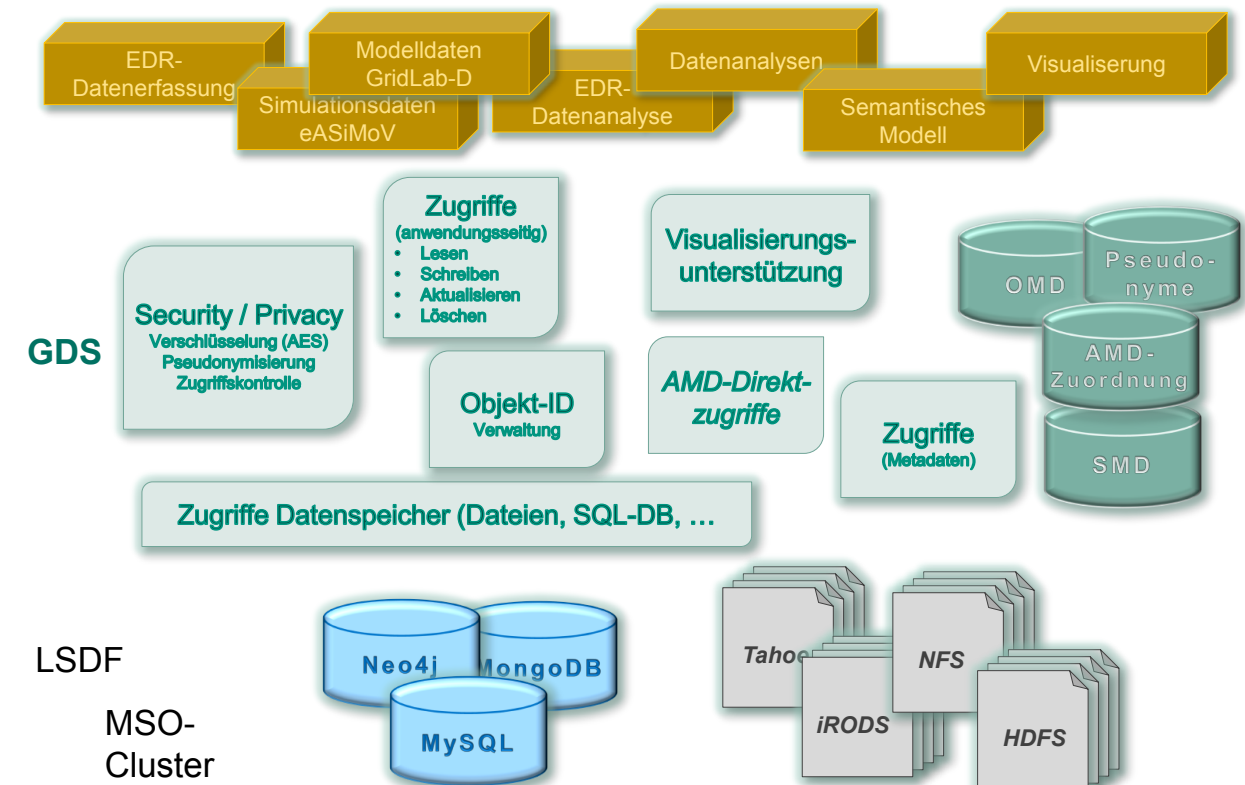 EDR-
Datenerfassung
Simulationsdaten
eASiMoV
Modelldaten
GridLab-D
EDR-
Datenanalyse
Datenanalysen
Semantisches
Modell
Visualiserung
GDS
Security / Privacy
Verschlüsselung (AES)
Pseudonymisierung
Zugriffskontrolle
Zugriffe
(anwendungsseitig)
• Lesen
• Schreiben
• Aktualisieren
• Löschen
Objekt-ID
Verwaltung
Visualisierungs-
unterstützung
AMD-Direkt-
zugriffe
Zugriffe
(Metadaten)
OMD
Pseudo-
nyme
AMD-
Zuordnung
SMD
Zugriffe Datenspeicher (Dateien, SQL-DB, …
LSDF
MSO-
Cluster
Neo4j
MongoDB
MySQL
Tahoe
iRODS
NFS
HDFS